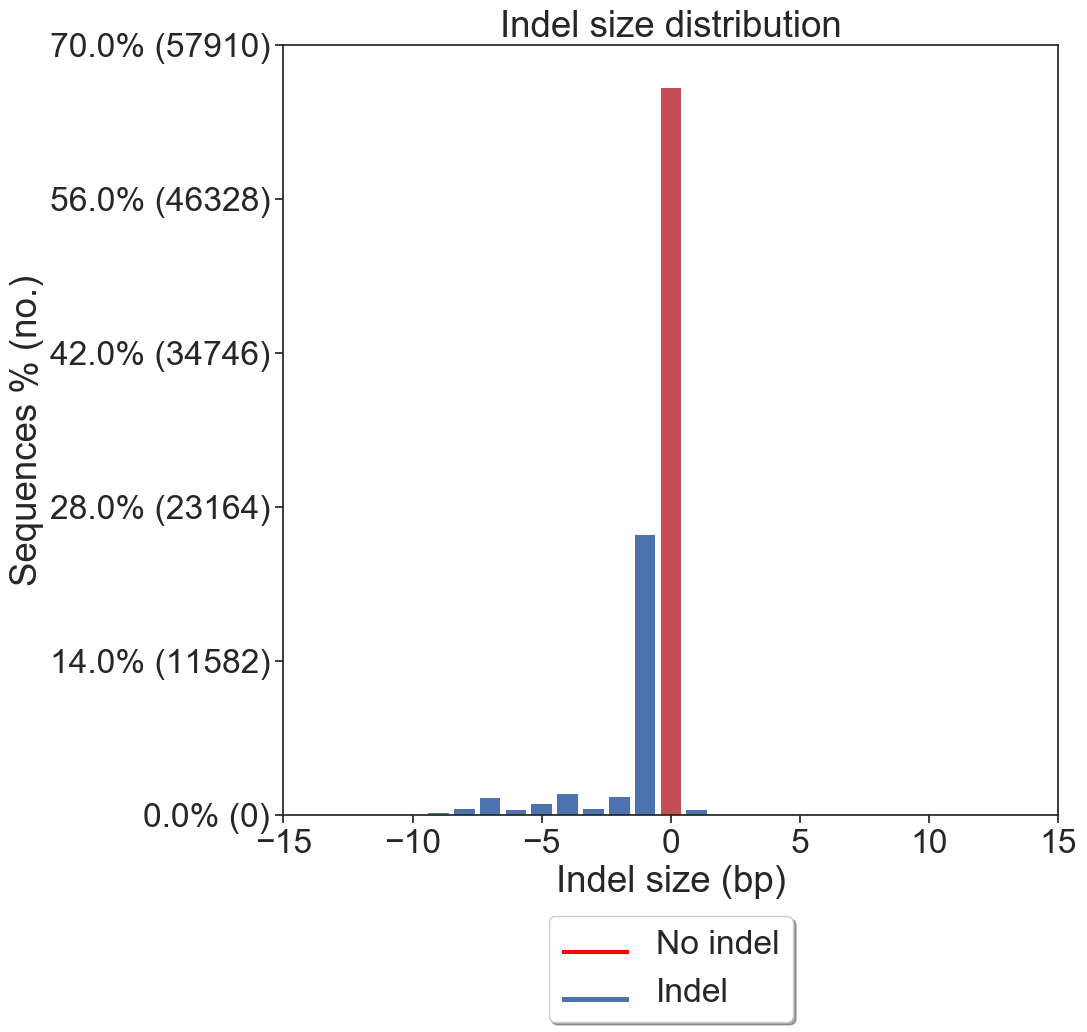 Indel size distribution
70.0% (57910)
56.0% (46328)
42.0% (34746)
28.0% (23164)
14.0% (11582)
0.0% (0)
Sequences % (no.)
−15 −10 −5 0 5 10 15
Indel size (bp)
No indel
Indel